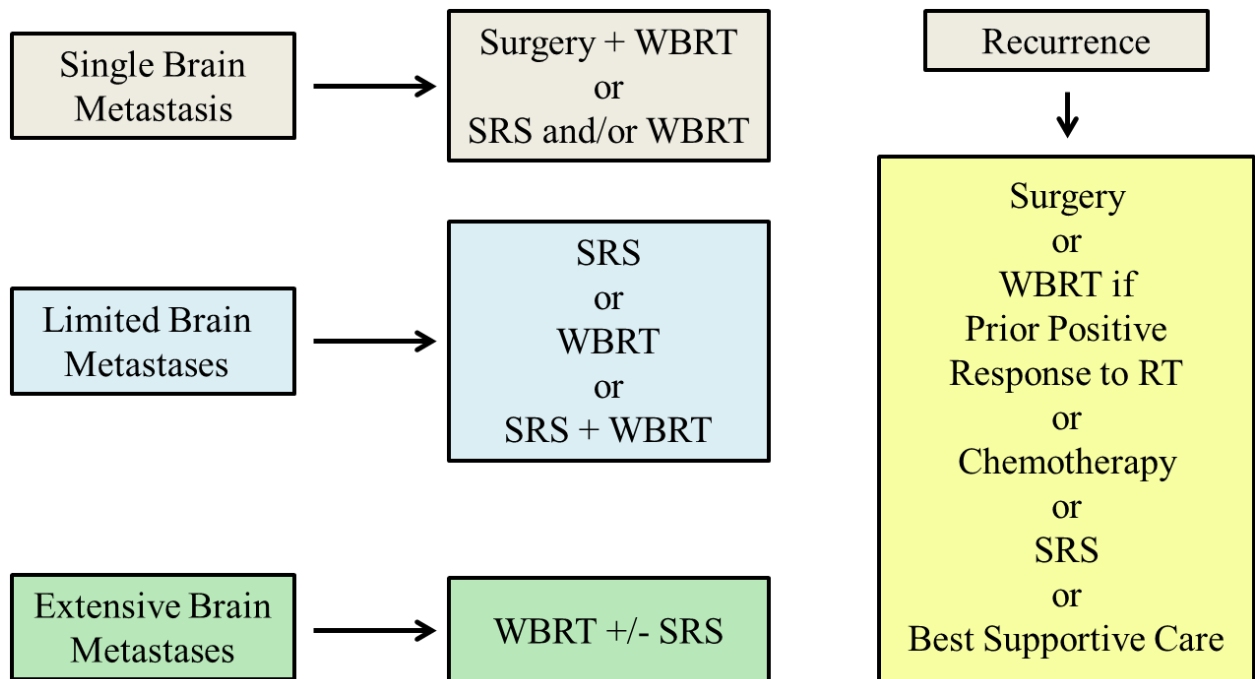 Single Brain
Metastasis
Surgery + WBRT
or
SRS and/or WBRT
Limited Brain
Metastases
SRS
or
WBRT
or
SRS + WBRT
Extensive Brain
Metastases
WBRT +/- SRS
Recurrence
Surgery
or
WBRT if
Prior Positive
Response to RT
or
Chemotherapy
or
SRS
or
Best Supportive Care